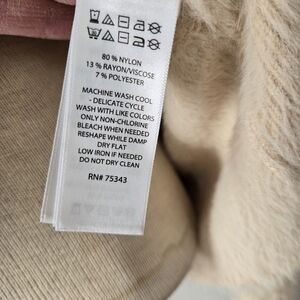 80% NYLON
13% RAYON/VISCOSE
7% POLYESTER
MACHINE WASH COOL
- DELICATE CYCLE
WASH WITH LIKE COLORS
ONLY NON-CHLORINE
BLEACH WHEN NEEDED
RESHAPE WHILE DAMP
DRY FLAT
LOW IRON IF NEEDED
DO NOT DRY CLEAN
RN# 75343